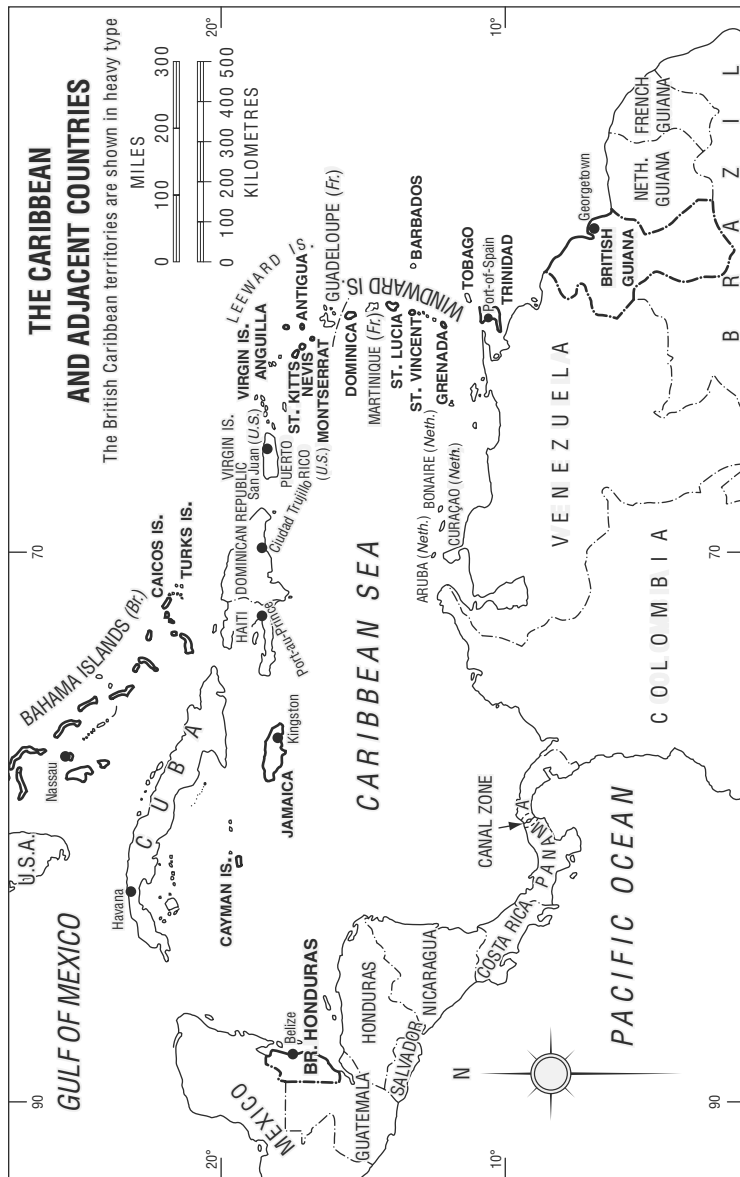 THE CARIBBEAN
AND ADJACENT COUNTRIES
The British Caribbean territories are shown in heavy type
MILES
0 100 200 300
0 100 200 300 400 500
KILOMETRES
90
70
20°
20°
10°
10°
90
70
GULF OF MEXICO
U.S.A.
Nassau
BAHAMA ISLANDS (Br.)
CAICOS IS.
TURKS IS.
Havana
CUBA
CAYMAN IS.
JAMAICA
Kingston
HAITI
Port-au-Prince
DOMINICAN REPUBLIC
Ciudad Trujillo
San Juan
PUERTO
RICO
(U.S.)
VIRGIN IS.
(U.S.)
VIRGIN IS.
ANGUILLA
ST. KITTS
NEVIS
MONTSERRAT
LEEWARD IS.
ANTIGUA
GUADELOUPE (Fr.)
DOMINICA
MARTINIQUE (Fr.)
ST. LUCIA
ST. VINCENT
GRENADA
WINDWARD IS.
BARBADOS
TOBAGO
Port-of-Spain
TRINIDAD
CARIBBEAN SEA
ARUBA (Neth.)
BONAIRE (Neth.)
CURAÇAO (Neth.)
MEXICO
Belize
BR. HONDURAS
GUATEMALA
HONDURAS
SALVADOR
NICARAGUA
COSTA RICA
PANAMA
CANAL ZONE
PACIFIC OCEAN
N
COLOMBIA
VENEZUELA
Georgetown
BRITISH
GUIANA
NETH.
GUIANA
FRENCH
GUIANA
BRAZIL